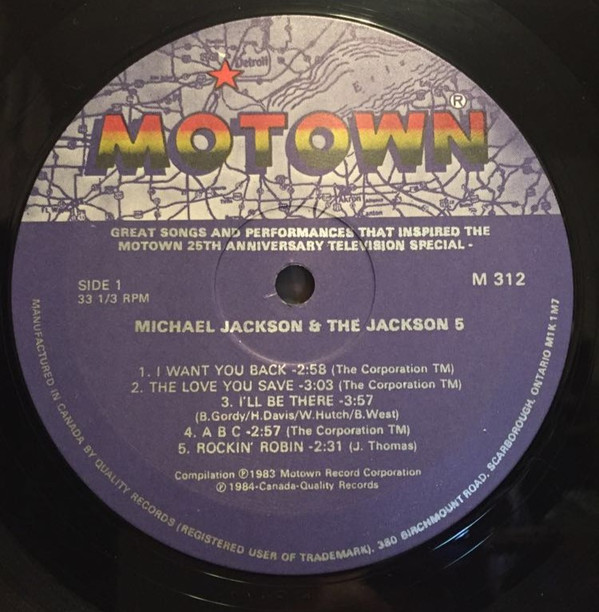 Detroit
Erie
MOTOWN®
Akron
GREAT SONGS AND PERFORMANCES THAT INSPIRED THE
MOTOWN 25TH ANNIVERSARY TELEVISION SPECIAL -
SIDE 1
33 1/3 RPM
M 312
MICHAEL JACKSON & THE JACKSON 5
1. I WANT YOU BACK -2:58 (The Corporation TM)
2. THE LOVE YOU SAVE -3:03 (The Corporation TM)
3. I'LL BE THERE -3:57
(B.Gordy/H.Davis/W.Hutch/B.West)
4. A B C -2:57 (The Corporation TM)
5. ROCKIN' ROBIN -2:31 (J. Thomas)
Compilation ℗1983 Motown Record Corporation
℗1984-Canada-Quality Records
MANUFACTURED IN CANADA BY QUALITY RECORDS (REGISTERED USER OF TRADEMARK). 380 BIRCHMOUNT ROAD, SCARBOROUGH, ONTARIO M1K 1M7